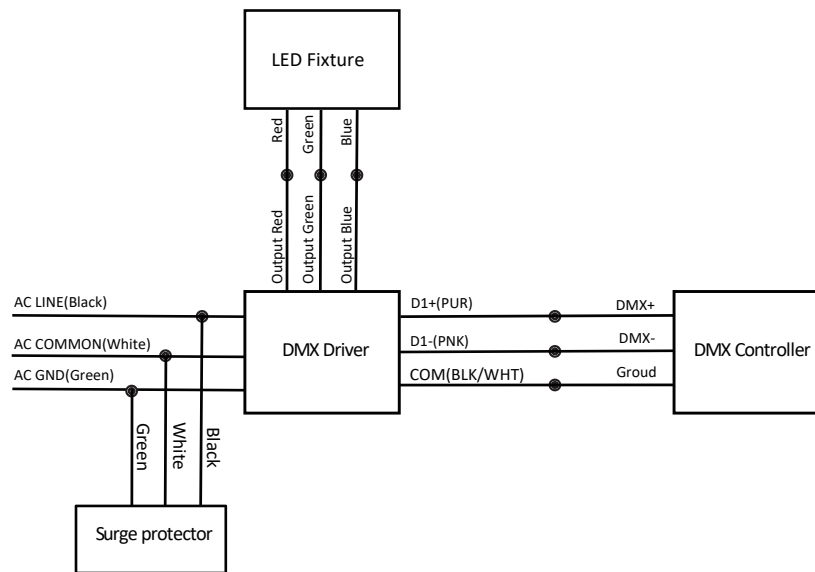 LED Fixture
Red
Green
Blue
Output Red
Output Green
Output Blue
AC LINE(Black)
AC COMMON(White)
AC GND(Green)
DMX Driver
D1+(PUR)
D1-(PNK)
COM(BLK/WHT)
DMX+
DMX-
Groud
DMX Controller
Green
White
Black
Surge protector